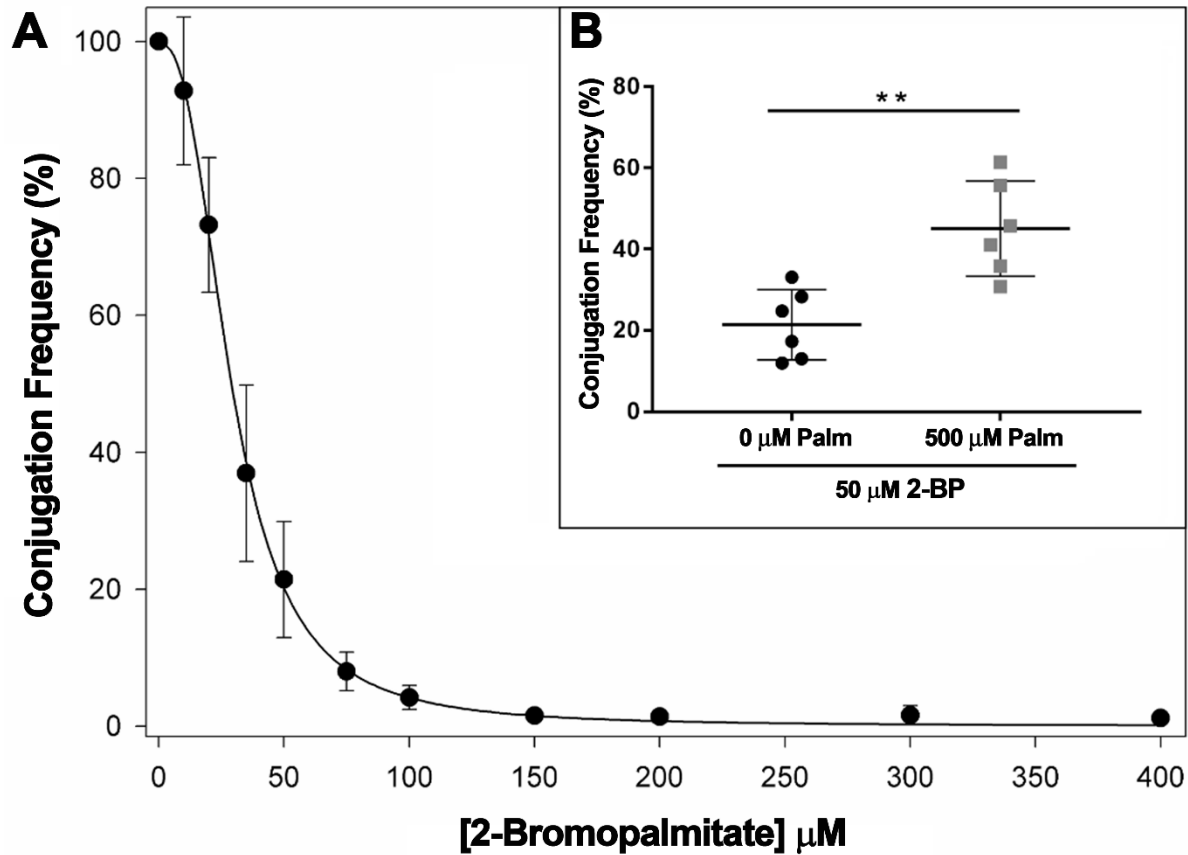 A
Conjugation Frequency (%)
100
80
60
40
20
0
0 50 100 150 200 250 300 350 400
[2-Bromopalmitate] μM
B
Conjugation Frequency (%)
80
60
40
20
0
**
0 μM Palm 500 μM Palm
50 μM 2-BP